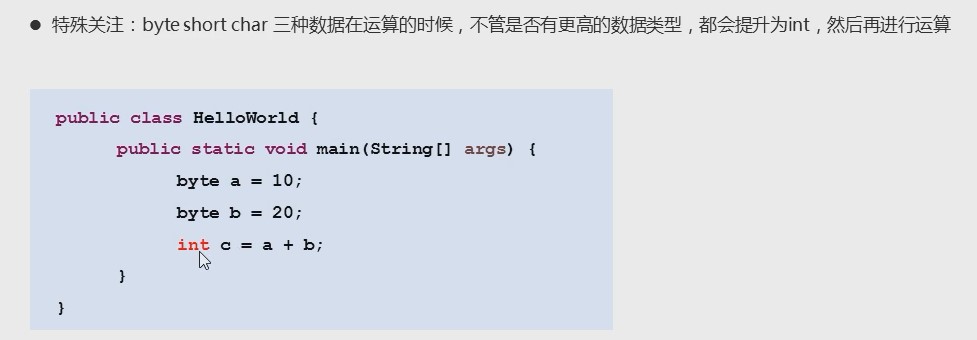 ● 特殊关注：byte short char 三种数据在运算的时候，不管是否有更高的数据类型，都会提升为int，然后再进行运算
public class HelloWorld {
public static void main(String[] args) {
byte a = 10;
byte b = 20;
int c = a + b;
}
}